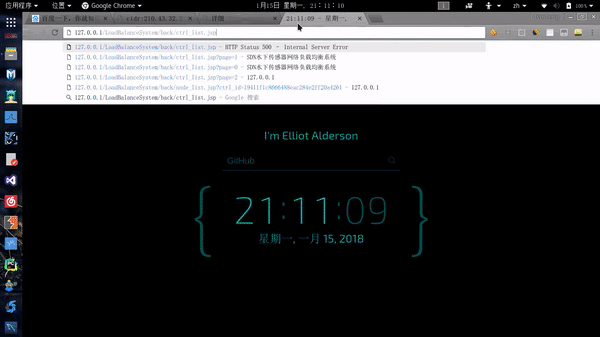 应用程序 位置 Google Chrome 1月15日 星期一, 21:11:10 zh 100%
百度一下，你就知 cidr:210.43.32. 详细 21:11:09 - 星期一,
127.0.0.1/LoadBalanceSystem/back/ctrl_list.jsp
127.0.0.1/LoadBalanceSystem/back/ctrl_list.jsp - HTTP Status 500 – Internal Server Error
127.0.0.1/LoadBalanceSystem/back/ctrl_list.jsp?page=1 - SDN水下传感器网络负载均衡系统
127.0.0.1/LoadBalanceSystem/back/ctrl_list.jsp?page=0 - SDN水下传感器网络负载均衡系统
127.0.0.1/LoadBalanceSystem/back/ctrl_list.jsp?page=2 - 127.0.0.1
127.0.0.1/LoadBalanceSystem/back/node_list.jsp?ctrl_id= - 127.0.0.1
127.0.0.1/LoadBalanceSystem/back/ctrl_list.jsp - Google 搜索
I'm Elliot Alderson
GitHub
{ 21:11:09 }
星期一, 一月 15, 2018